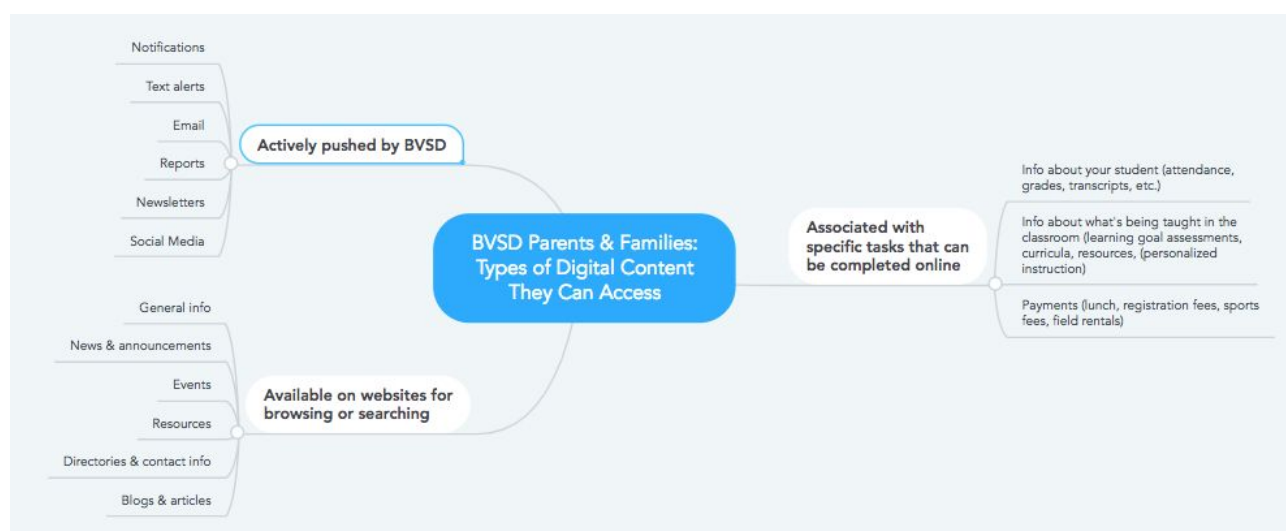 Notifications
Text alerts
Email
Reports
Newsletters
Social Media
Actively pushed by BVSD
BVSD Parents & Families:
Types of Digital Content
They Can Access
General info
News & announcements
Events
Resources
Directories & contact info
Blogs & articles
Available on websites for
browsing or searching
Associated with
specific tasks that can
be completed online
Info about your student (attendance,
grades, transcripts, etc.)
Info about what's being taught in the
classroom (learning goal assessments,
curricula, resources, (personalized
instruction)
Payments (lunch, registration fees, sports
fees, field rentals)